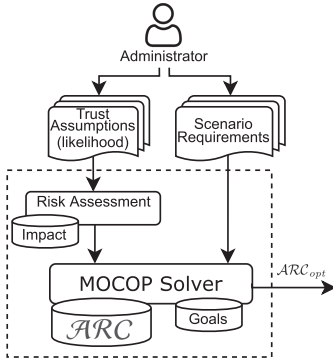 Administrator
Trust
Assumptions
(likelihood)
Scenario
Requirements
Risk Assessment
Impact
MOCOP Solver
ARC
Goals
ARC_opt